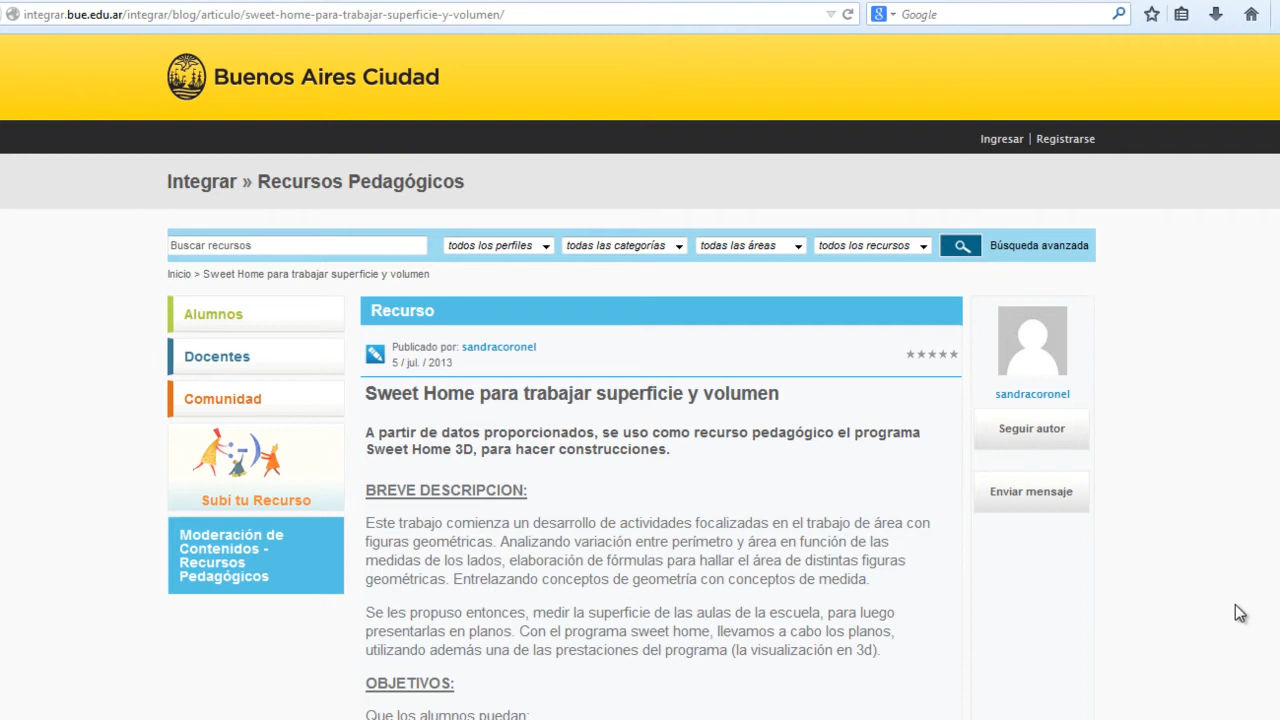 integrar.bue.edu.ar/integrar/blog/articulo/sweet-home-para-trabajar-superficie-y-volumen/
Google
Buenos Aires Ciudad
Ingresar | Registrarse
Integrar » Recursos Pedagógicos
Buscar recursos
todos los perfiles
todas las categorías
todas las áreas
todos los recursos
Búsqueda avanzada
Inicio > Sweet Home para trabajar superficie y volumen
Alumnos
Docentes
Comunidad
Subí tu Recurso
Moderación de
Contenidos -
Recursos
Pedagógicos
Recurso
Publicado por: sandracoronel
5 / jul. / 2013
Sweet Home para trabajar superficie y volumen
A partir de datos proporcionados, se uso como recurso pedagógico el programa
Sweet Home 3D, para hacer construcciones.
BREVE DESCRIPCION:
Este trabajo comienza un desarrollo de actividades focalizadas en el trabajo de área con
figuras geométricas. Analizando variación entre perímetro y área en función de las
medidas de los lados, elaboración de fórmulas para hallar el área de distintas figuras
geométricas. Entrelazando conceptos de geometría con conceptos de medida.
Se les propuso entonces, medir la superficie de las aulas de la escuela, para luego
presentarlas en planos. Con el programa sweet home, llevamos a cabo los planos,
utilizando además una de las prestaciones del programa (la visualización en 3d).
OBJETIVOS:
Que los alumnos puedan:
sandracoronel
Seguir autor
Enviar mensaje